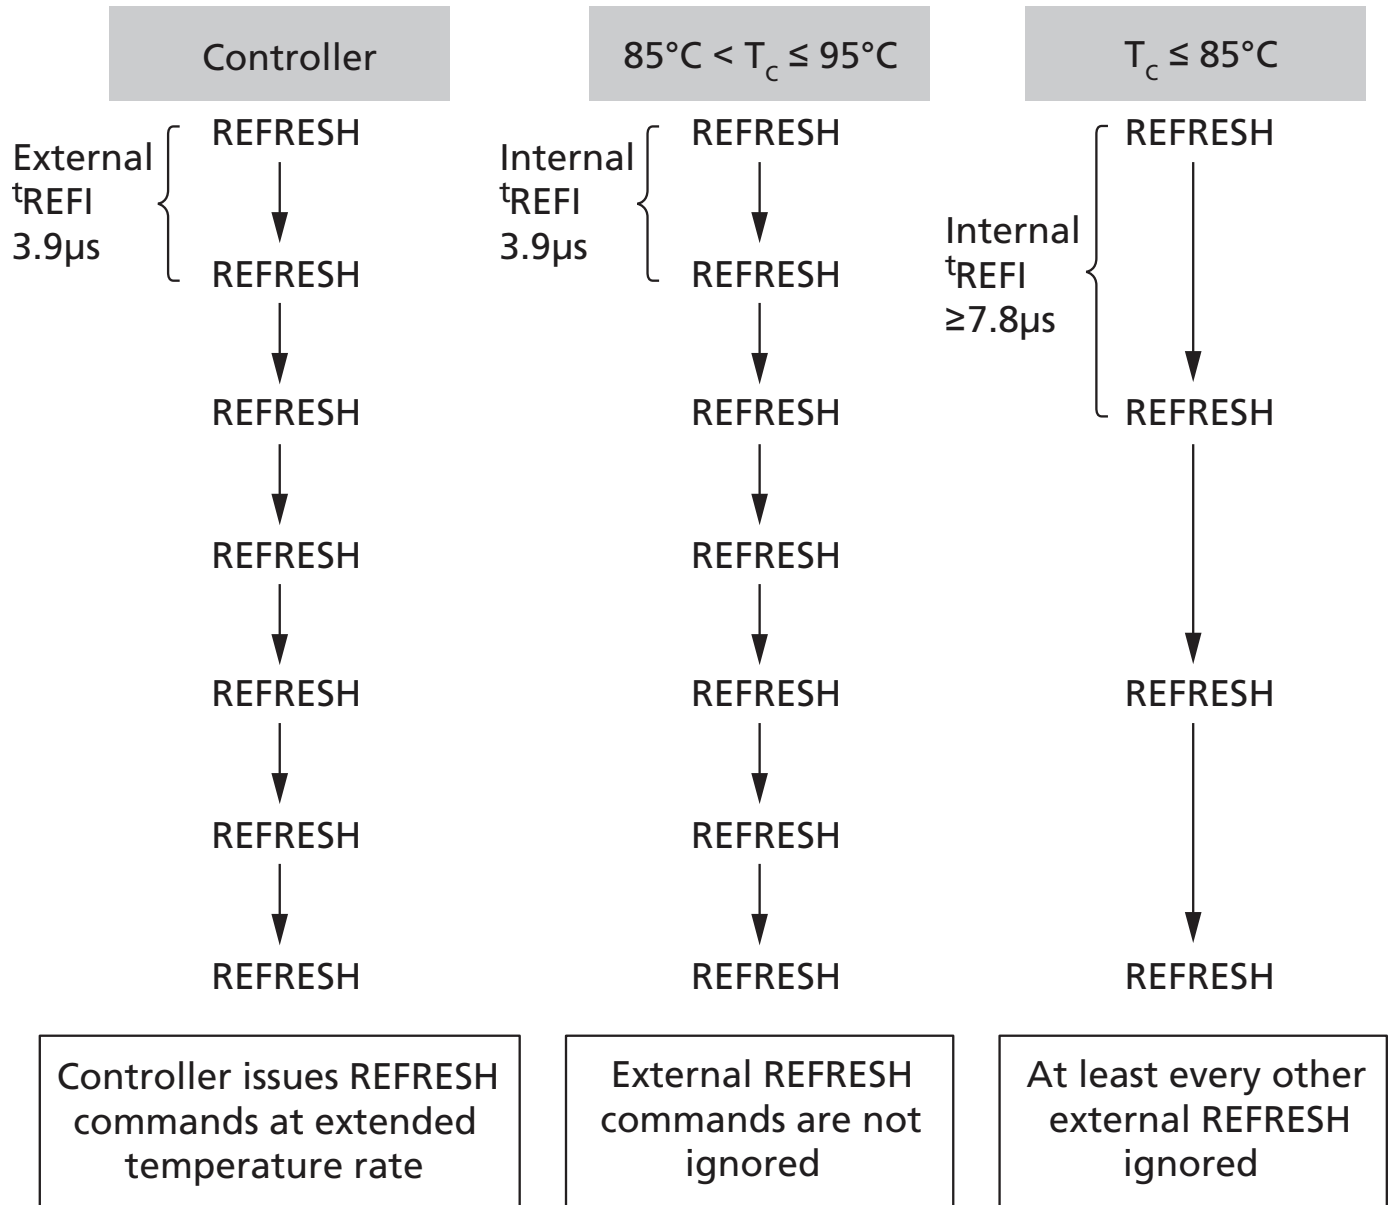 Controller
REFRESH
External
tREFI
3.9µs
REFRESH
REFRESH
REFRESH
REFRESH
REFRESH
REFRESH
Controller issues REFRESH
commands at extended
temperature rate
85°C < TC ≤ 95°C
REFRESH
Internal
tREFI
3.9µs
REFRESH
REFRESH
REFRESH
REFRESH
REFRESH
REFRESH
External REFRESH
commands are not
ignored
TC ≤ 85°C
REFRESH
Internal
tREFI
≥7.8µs
REFRESH
REFRESH
REFRESH
At least every other
external REFRESH
ignored